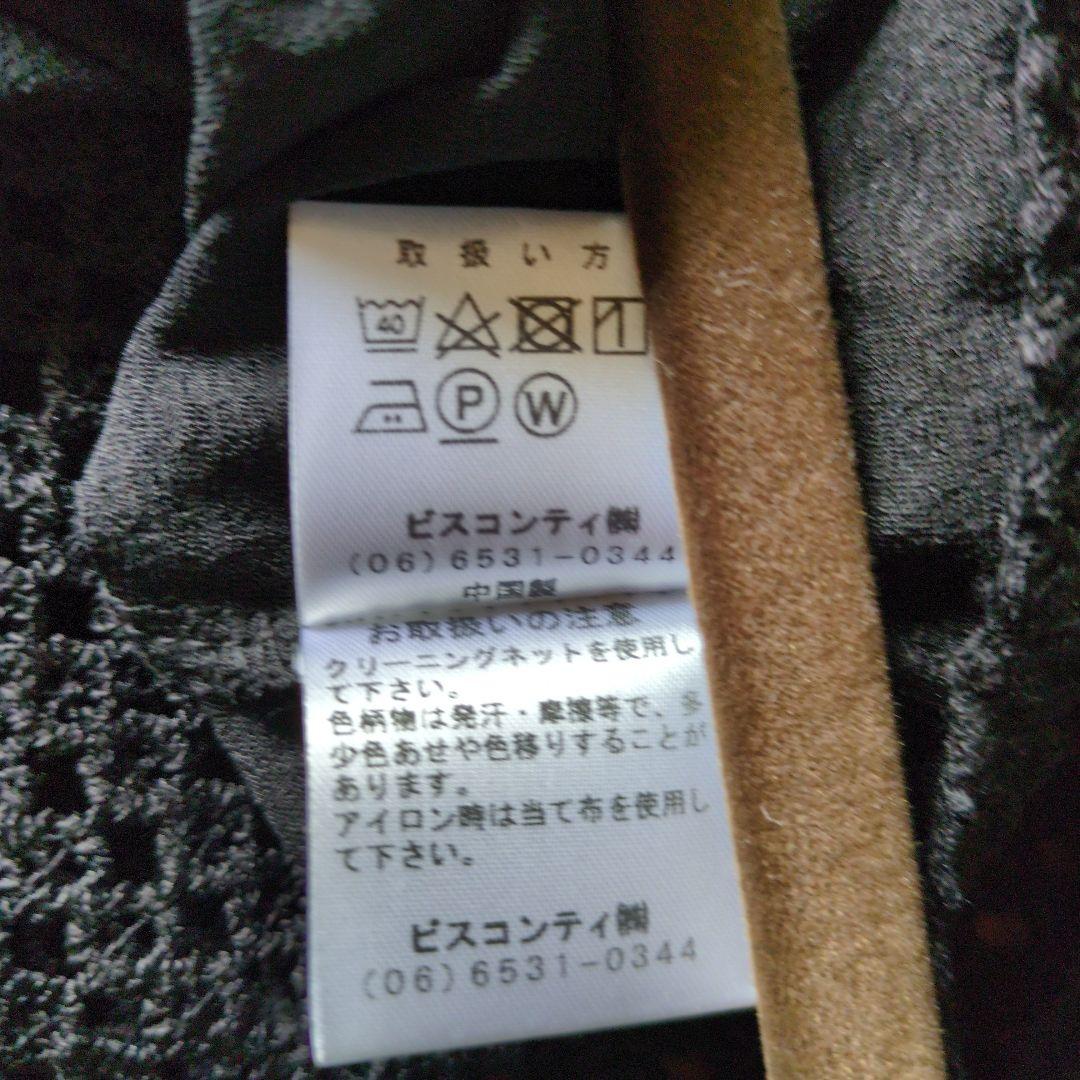 取扱い方
40
P W
ビスコンティ㈱
(06)6531-0344
中国製
お取扱いの注意
クリーニングネットを使用し
て下さい。
色柄物は発汗・摩擦等で、多
少色あせや色移りすることが
あります。
アイロン時は当て布を使用し
て下さい。
ビスコンティ㈱
(06)6531-0344